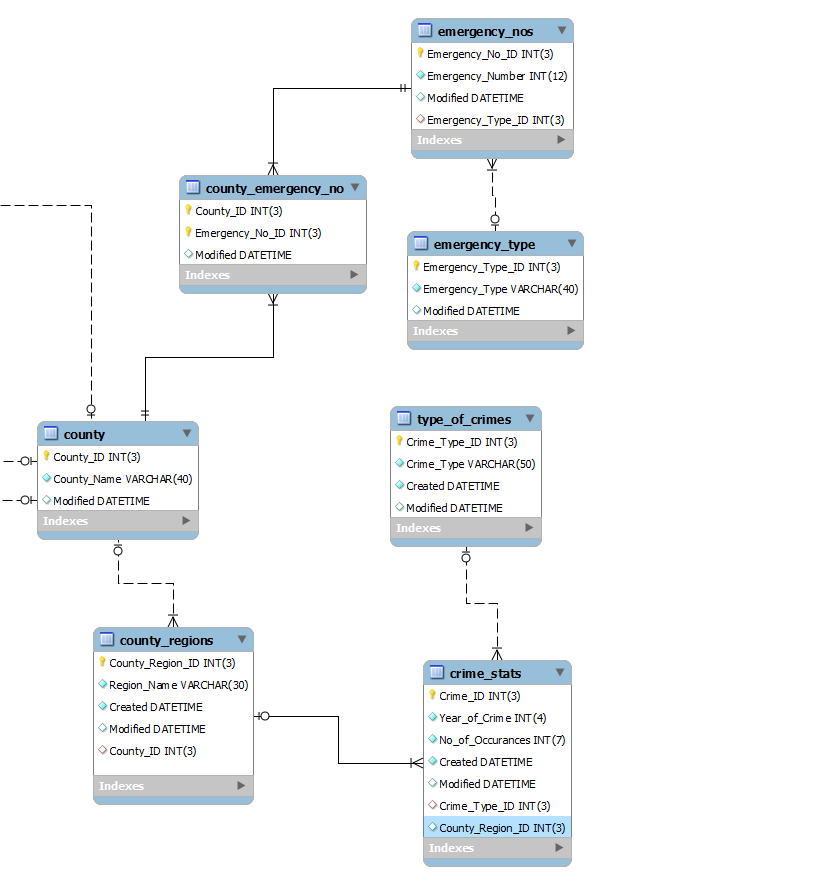 emergency_nos
Emergency_No_ID INT(3)
Emergency_Number INT(12)
Modified DATETIME
Emergency_Type_ID INT(3)
Indexes
county_emergency_no
County_ID INT(3)
Emergency_No_ID INT(3)
Modified DATETIME
Indexes
emergency_type
Emergency_Type_ID INT(3)
Emergency_Type VARCHAR(40)
Modified DATETIME
Indexes
county
County_ID INT(3)
County_Name VARCHAR(40)
Modified DATETIME
Indexes
type_of_crimes
Crime_Type_ID INT(3)
Crime_Type VARCHAR(50)
Created DATETIME
Modified DATETIME
Indexes
county_regions
County_Region_ID INT(3)
Region_Name VARCHAR(30)
Created DATETIME
Modified DATETIME
County_ID INT(3)
Indexes
crime_stats
Crime_ID INT(3)
Year_of_Crime INT(4)
No_of_Occurances INT(7)
Created DATETIME
Modified DATETIME
Crime_Type_ID INT(3)
County_Region_ID INT(3)
Indexes